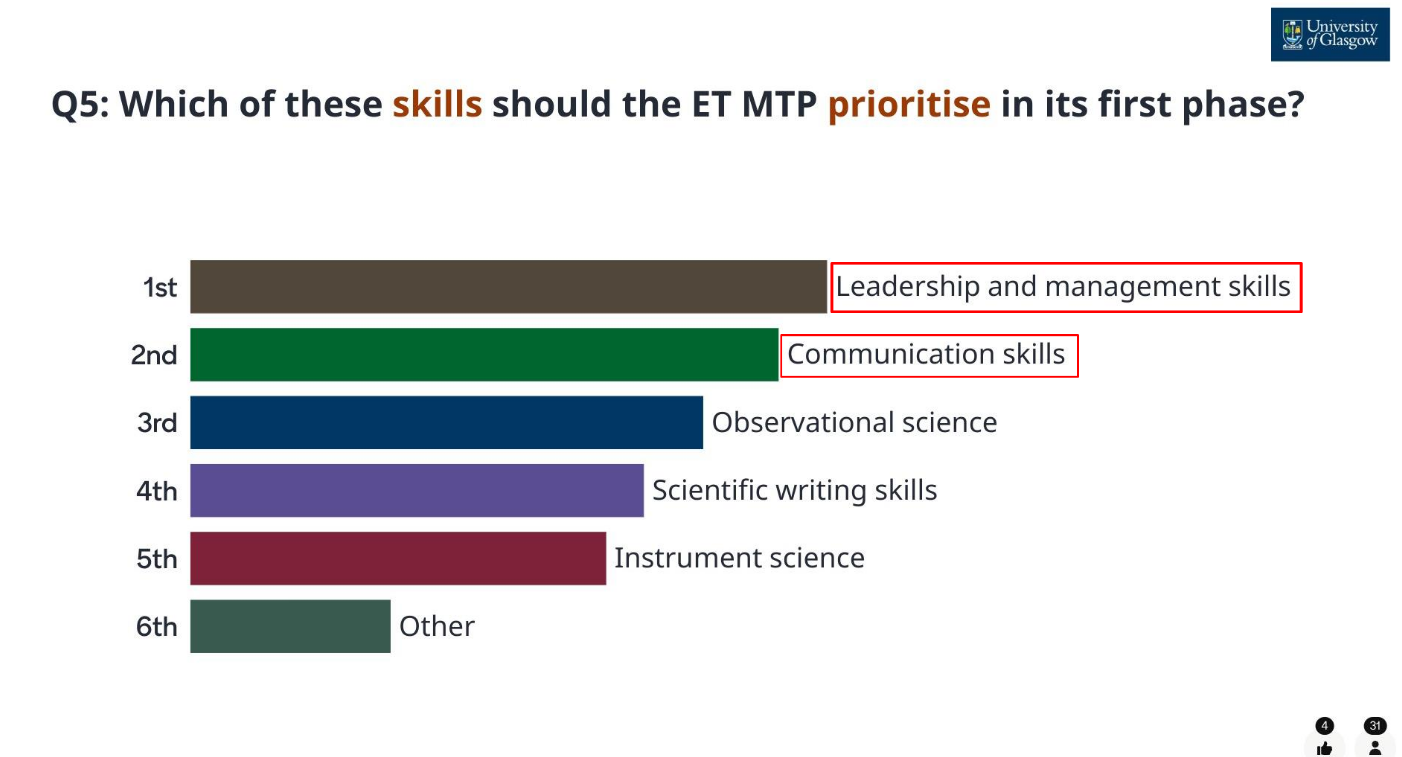 University
of Glasgow
Q5: Which of these skills should the ET MTP prioritise in its first phase?
1st Leadership and management skills
2nd Communication skills
3rd Observational science
4th Scientific writing skills
5th Instrument science
6th Other
4 31